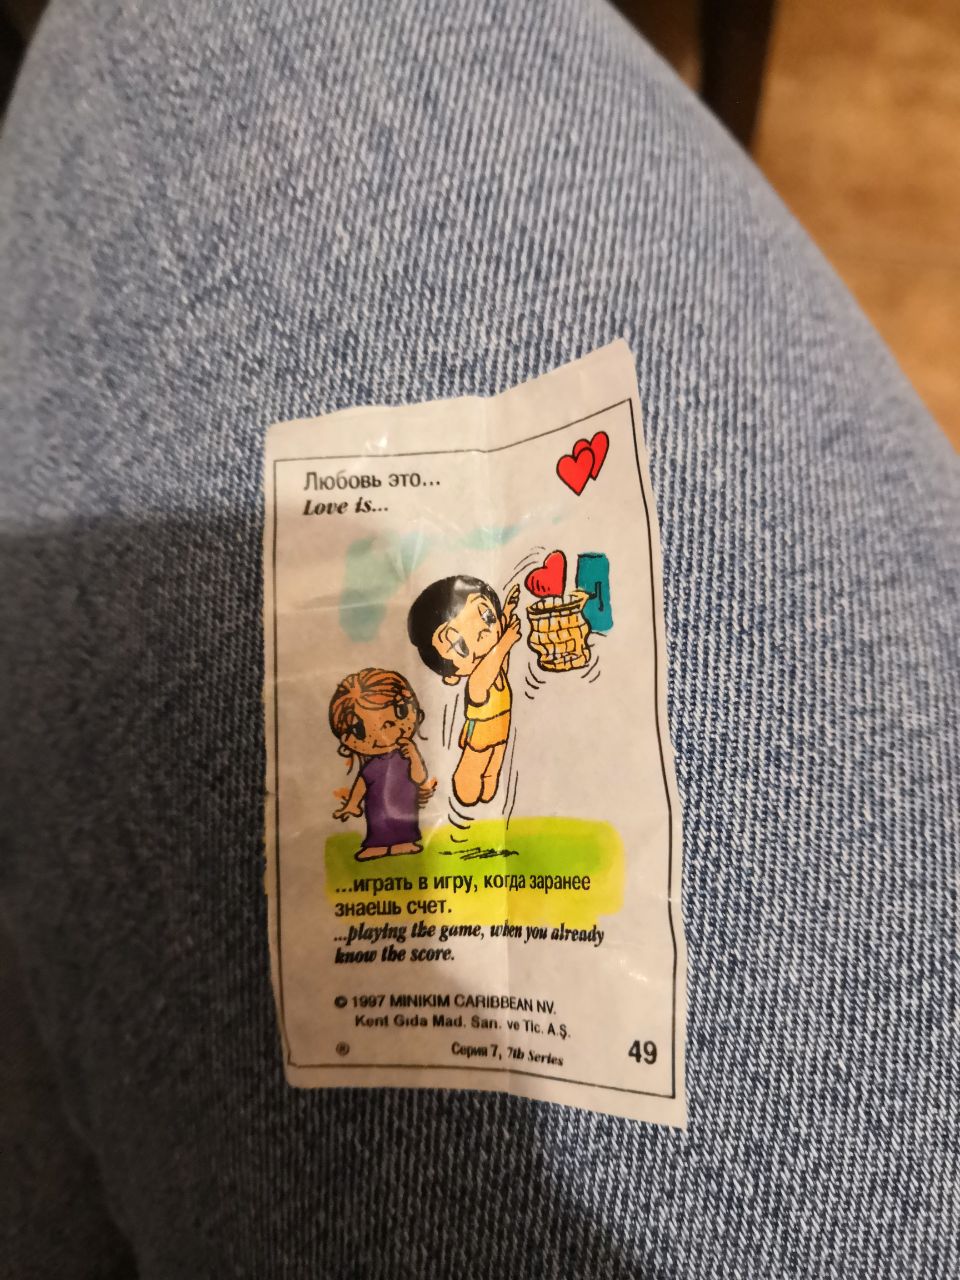 Любовь это...
Love is...
...играть в игру, когда заранее
знаешь счет.
...playing the game, when you already
know the score.
© 1997 MINIKIM CARIBBEAN NV.
Kent Gıda Mad. San. ve Tic. A.Ş.
® Серия 7, 7th Series 49